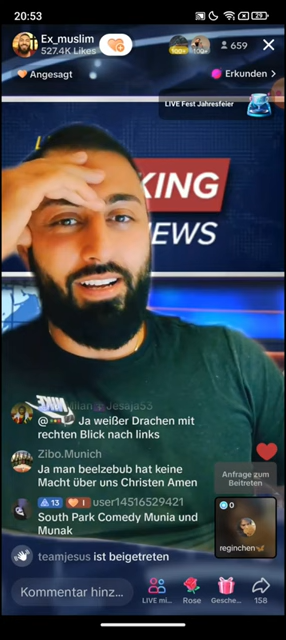 20:53
29
Ex_muslim
527.4K Likes
100+
100+
659
Angesagt
Erkunden >
LIVE Fest Jahresfeier
KING
NEWS
Jesaja53
@ Ja weißer Drachen mit
rechten Blick nach links
Zibo.Munich
Ja man beelzebub hat keine
Macht über uns Christen Amen
13 1 user14516529421
South Park Comedy Munia und
Munak
teamjesus ist beigetreten
Anfrage zum
Beitreten
0
reginchen
Kommentar hinz...
LIVE mi...
Rose
Gesche...
158